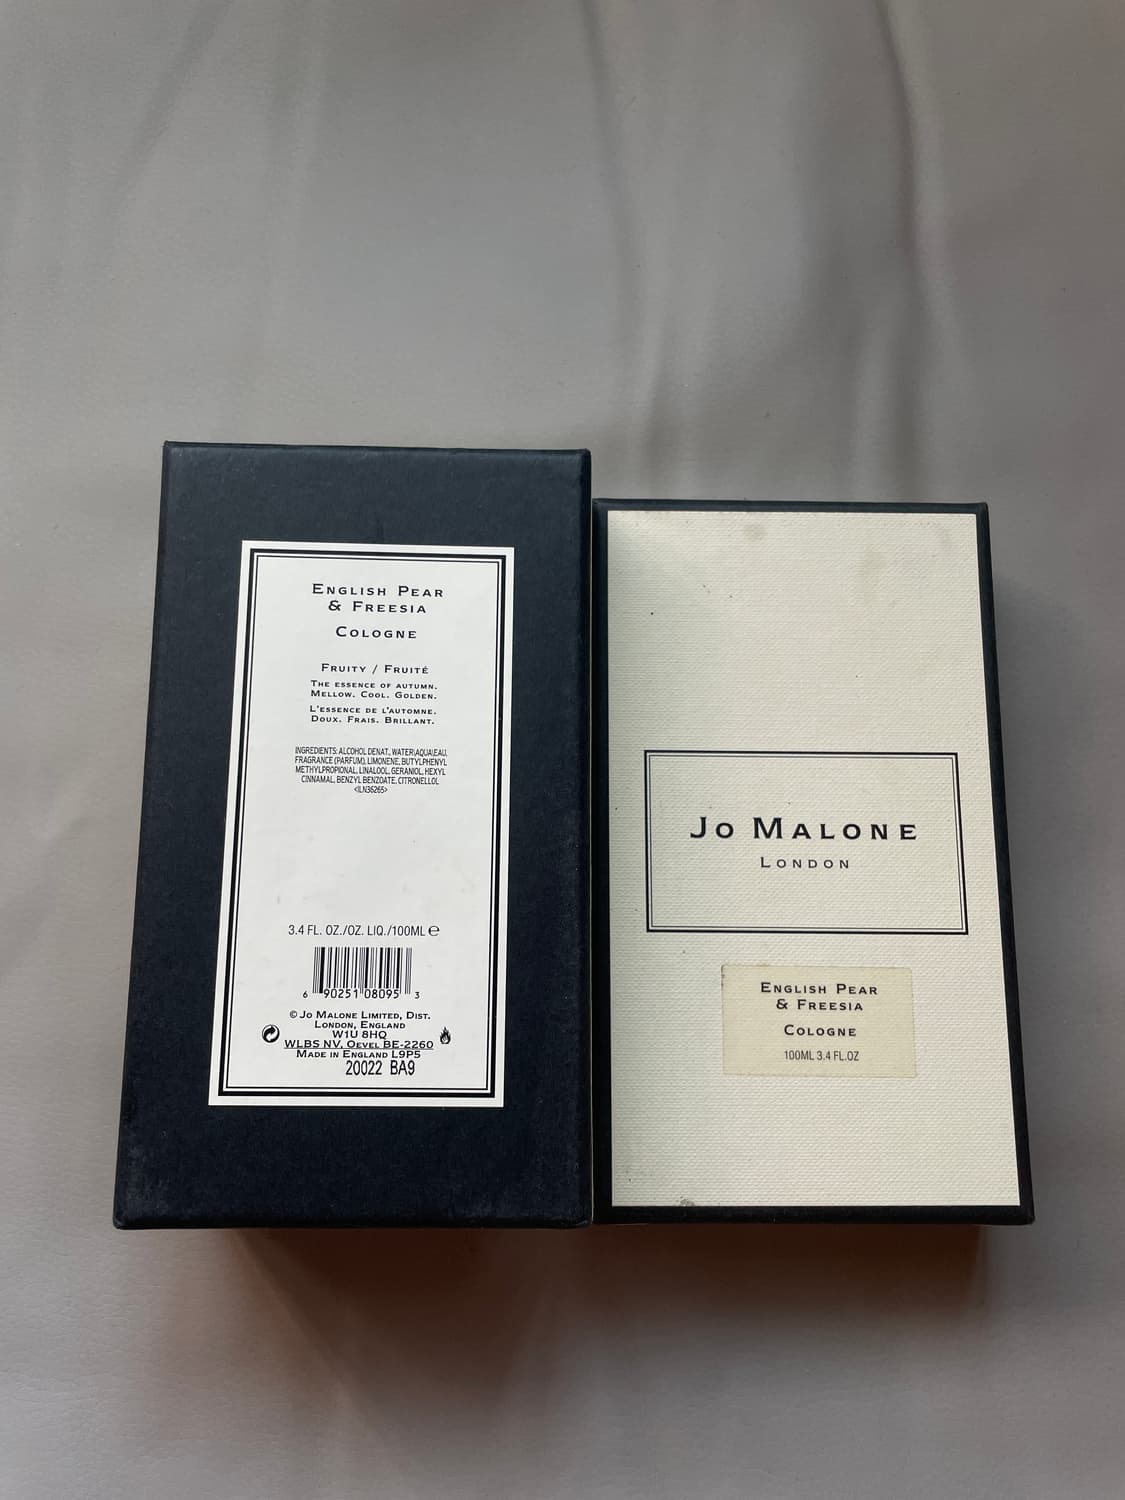 English Pear
& Freesia
Cologne
Fruity / Fruité
The essence of autumn.
Mellow. Cool. Golden.
L'essence de l'automne.
Doux. Frais. Brillant.
INGREDIENTS: ALCOHOL DENAT., WATER\AQUA\EAU,
FRAGRANCE (PARFUM), LIMONENE, BUTYLPHENYL
METHYLPROPIONAL, LINALOOL, GERANIOL, HEXYL
CINNAMAL, BENZYL BENZOATE, CITRONELLOL
<ILN36265>
3.4 FL. OZ./OZ. LIQ./100ML ℮
6 90251 08095 3
© Jo Malone Limited, Dist.
London, England
W1U 8HQ
WLBS NV, Oevel BE-2260
Made in England L9P5
20022 BA9
Jo Malone
London
English Pear
& Freesia
Cologne
100ML 3.4 FL.OZ